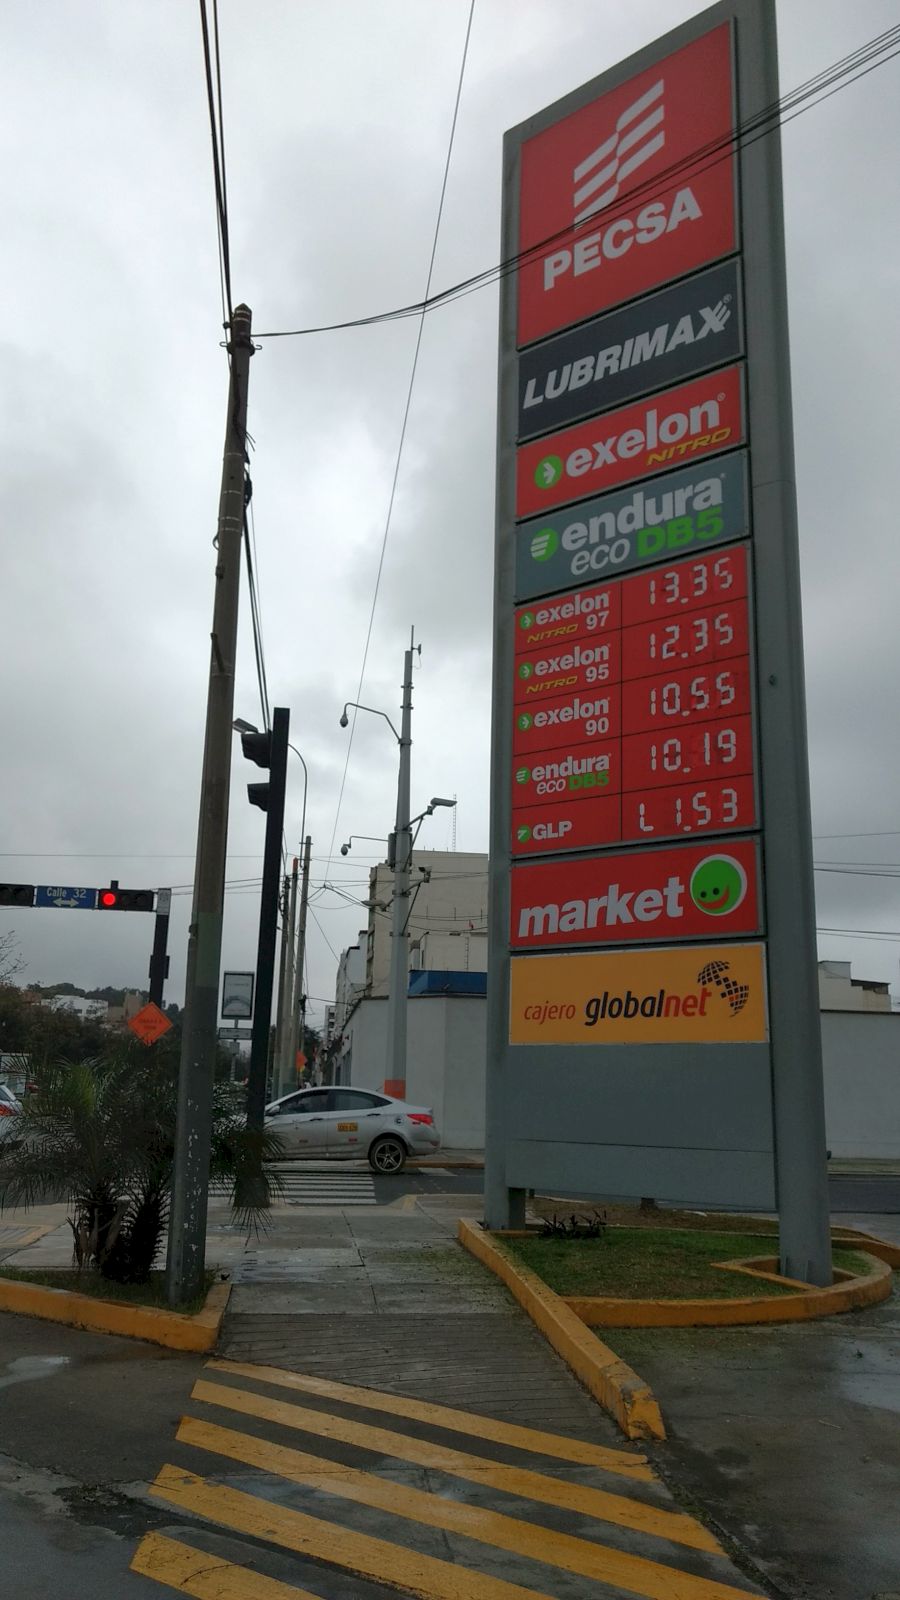 PECSA
LUBRIMAX®
exelon®
NITRO
endura®
eco DB5
exelon®
NITRO 97
13.35
exelon®
NITRO 95
12.35
exelon®
90
10.55
endura®
eco DB5
10.19
GLP
L 1.53
market
cajero globalnet
Calle 32